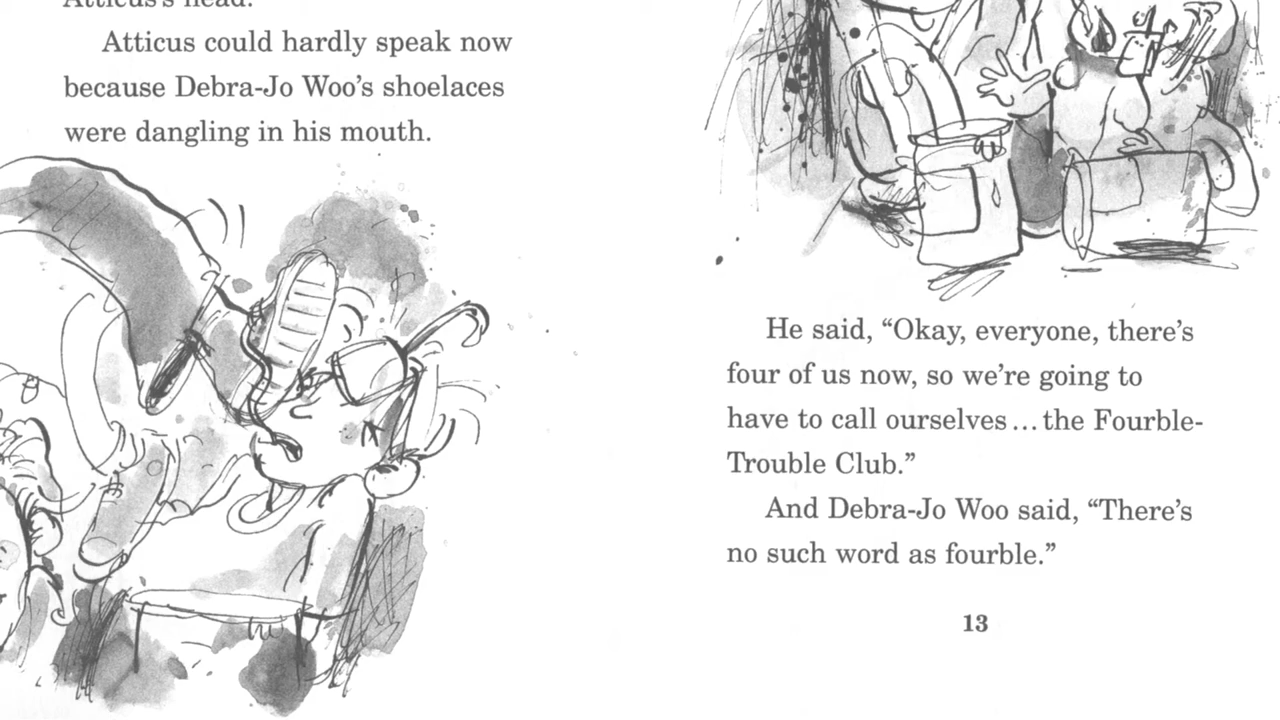 Atticus's head.
Atticus could hardly speak now
because Debra-Jo Woo's shoelaces
were dangling in his mouth.
He said, “Okay, everyone, there's
four of us now, so we're going to
have to call ourselves…the Fourble-
Trouble Club.”
And Debra-Jo Woo said, “There's
no such word as fourble.”
13